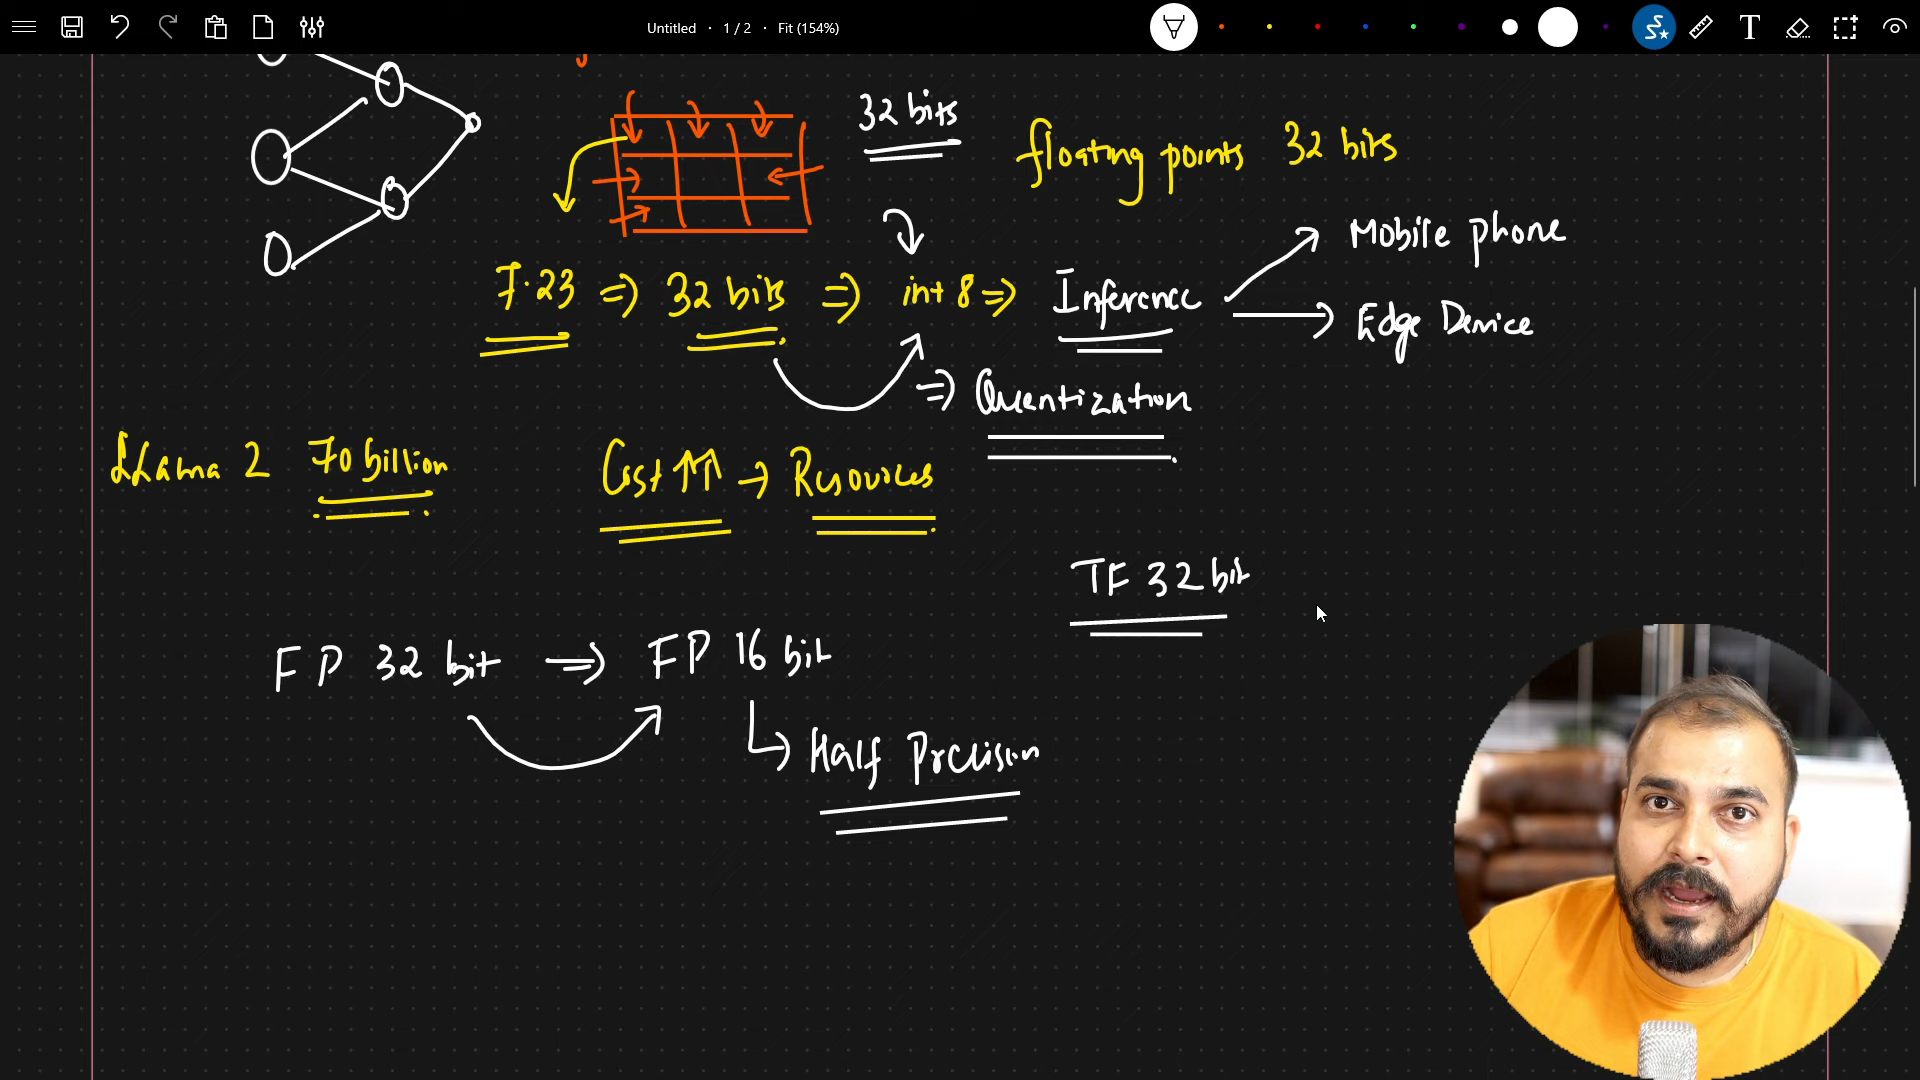 Untitled · 1 / 2 · Fit (154%)
T
32 bits
floating points 32 bits
Mobile phone
7.23 => 32 bits => int 8 => Inference
Edge Device
=> Quantization
LLama 2 70 billion
Cost ↑↑ → Resources
TF 32 bit
FP 32 bit => FP 16 bit
Half Precision